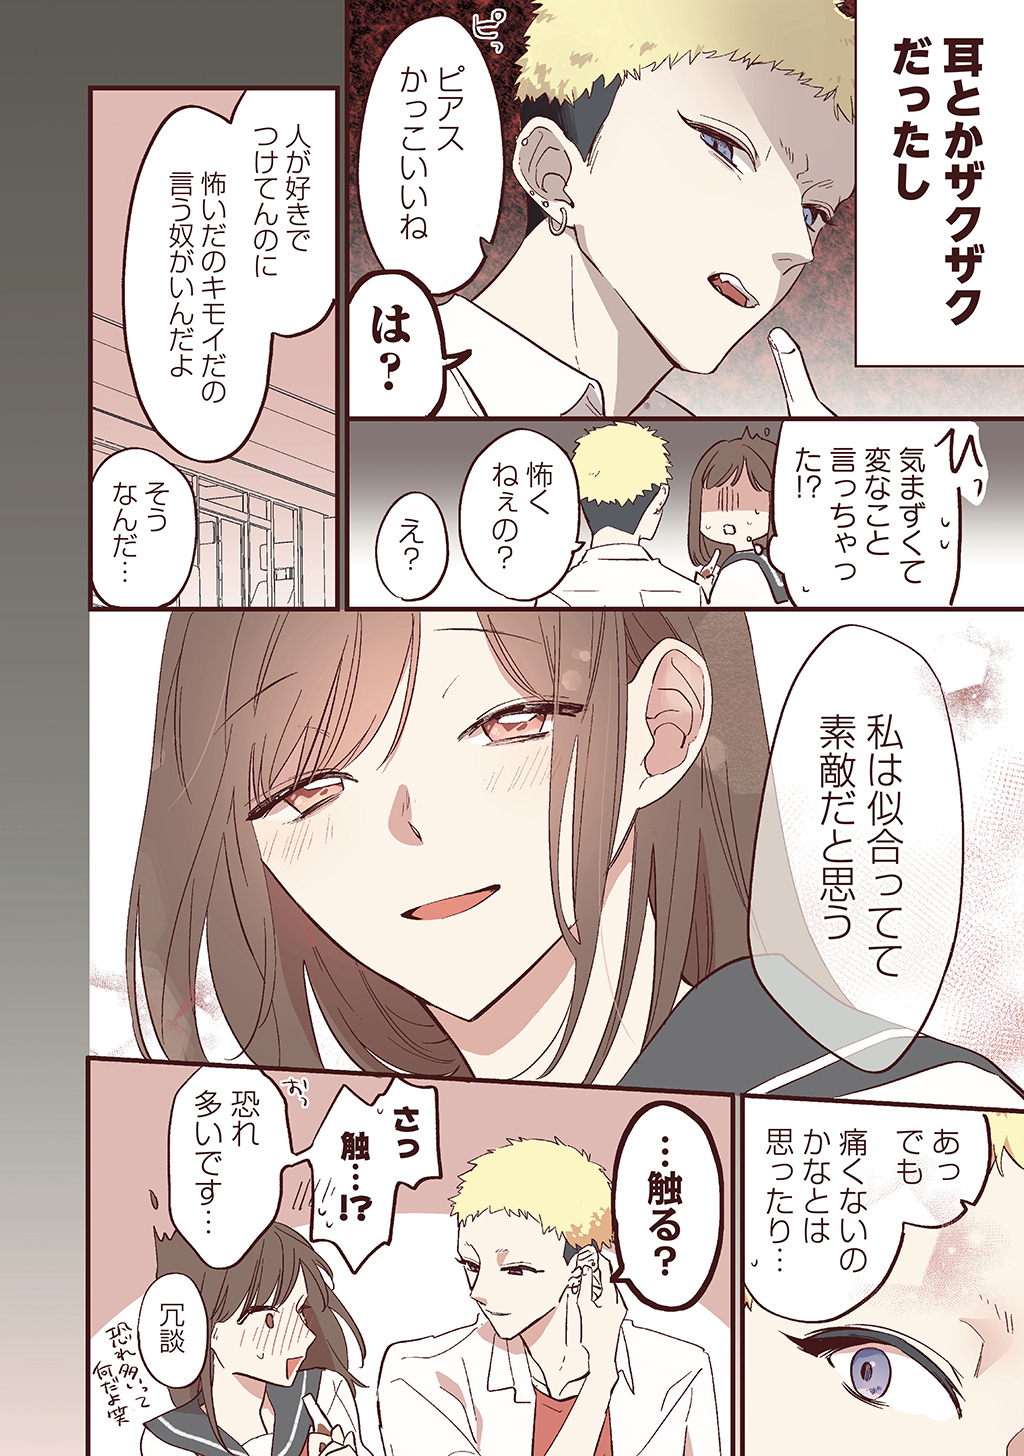 耳とかザクザク
だったし
ピッ
ピアス
かっこいいね
は?
ひっ
気まずくて
変なこと
言っちゃっ
た!?
怖く
ねぇの?
え?
人が好きで
つけてんのに
怖いだのキモイだの
言う奴がいんだよ
そう
なんだ…
私は似合ってて
素敵だと思う
あっ
でも
痛くないの
かなとは
思ったり…
…触る?
さっ
触…!?
おっ
恐れ
多いです…
冗談
恐れ多いって
何だよ笑